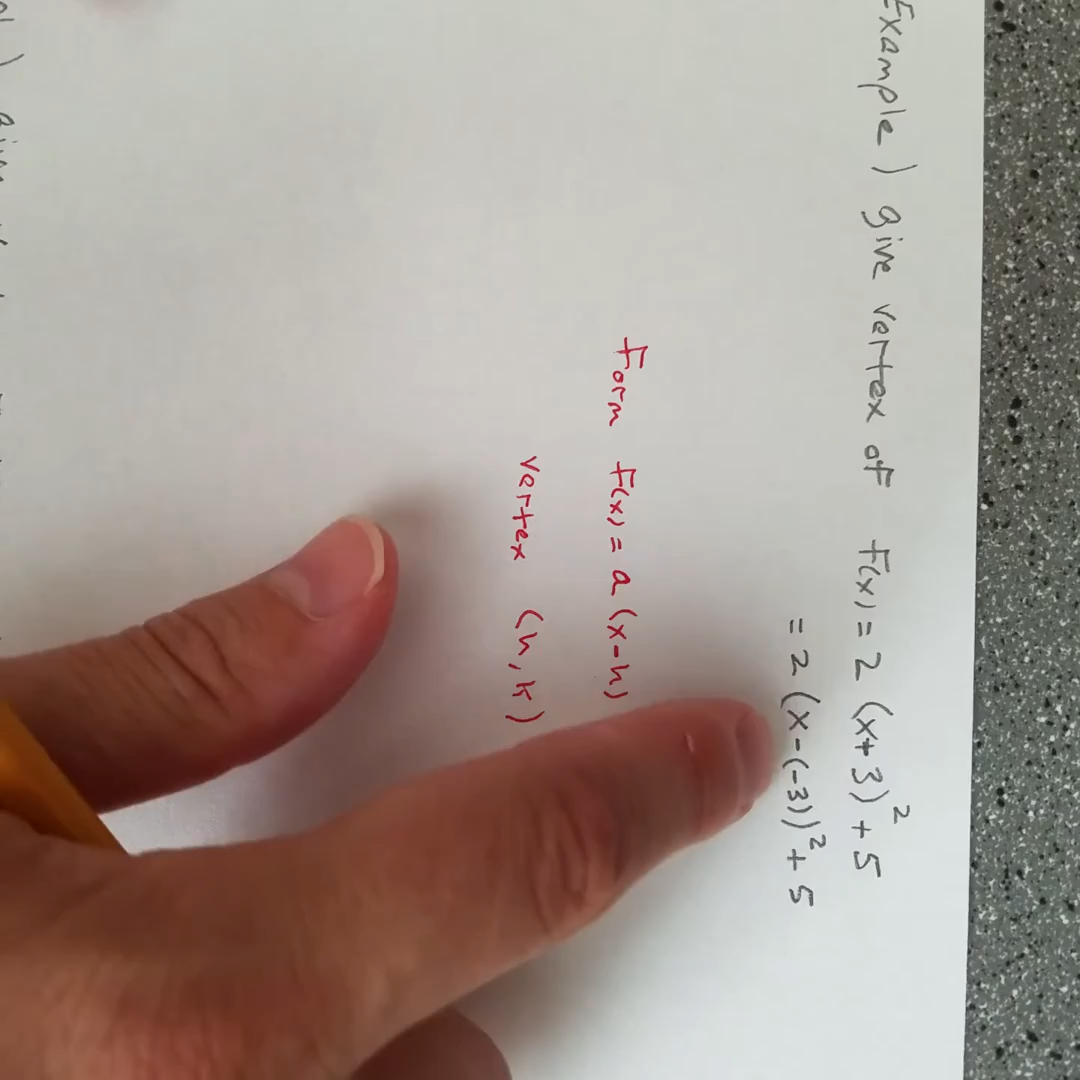 Example) give vertex of f(x) = 2 (x+3)² + 5
= 2 (x-(-3))² + 5
Form f(x) = a (x-h)
vertex (h, k)